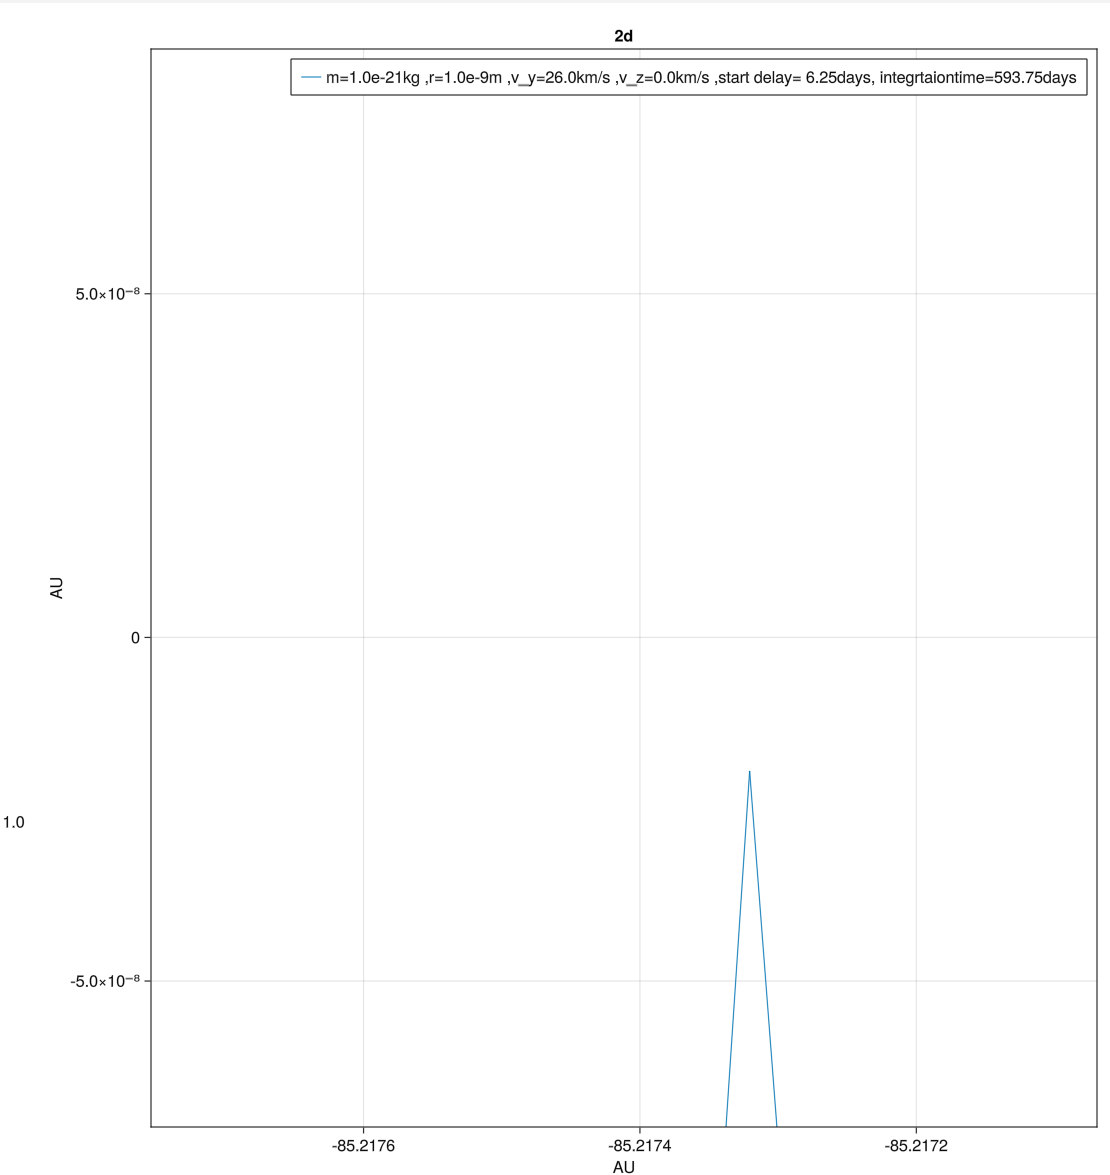 2d
m=1.0e-21kg ,r=1.0e-9m ,v_y=26.0km/s ,v_z=0.0km/s ,start delay= 6.25days, integrtaiontime=593.75days
5.0×10⁻⁸
AU
0
1.0
-5.0×10⁻⁸
-85.2176 -85.2174 -85.2172
AU